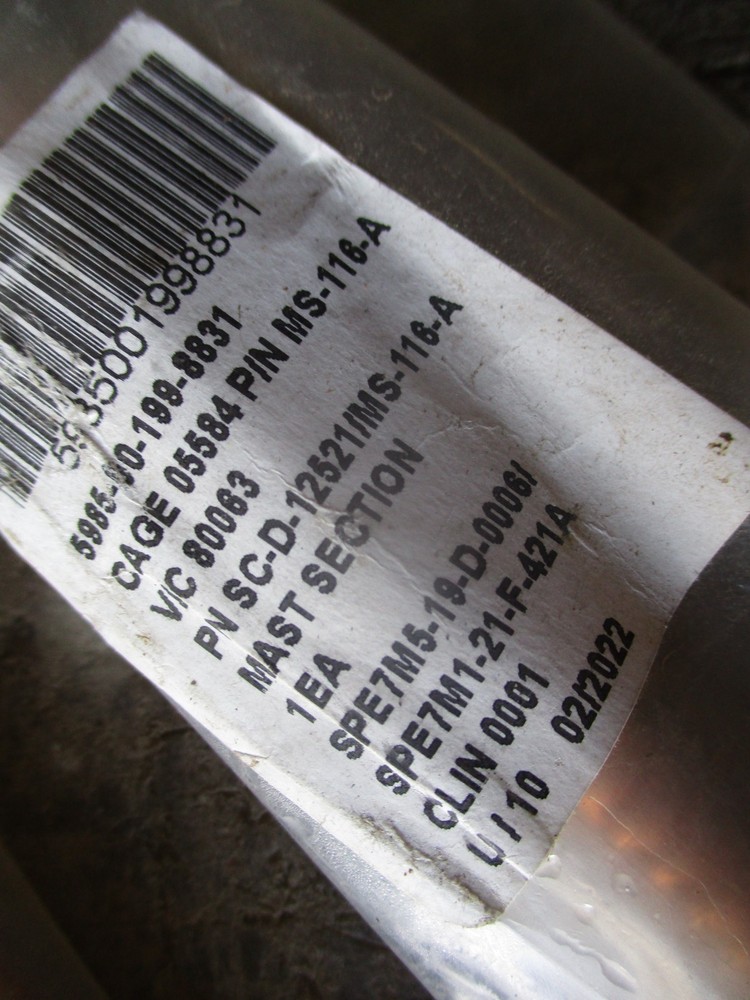 5985001998831
5985-00-199-8831
CAGE 05584 P/N MS-116-A
V/C 80063
PN SC-D-12521/MS-116-A
MAST SECTION
1EA
SPE7M5-19-D-0006/
SPE7M1-21-F-421A
CLIN 0001
U / 10 02/2022